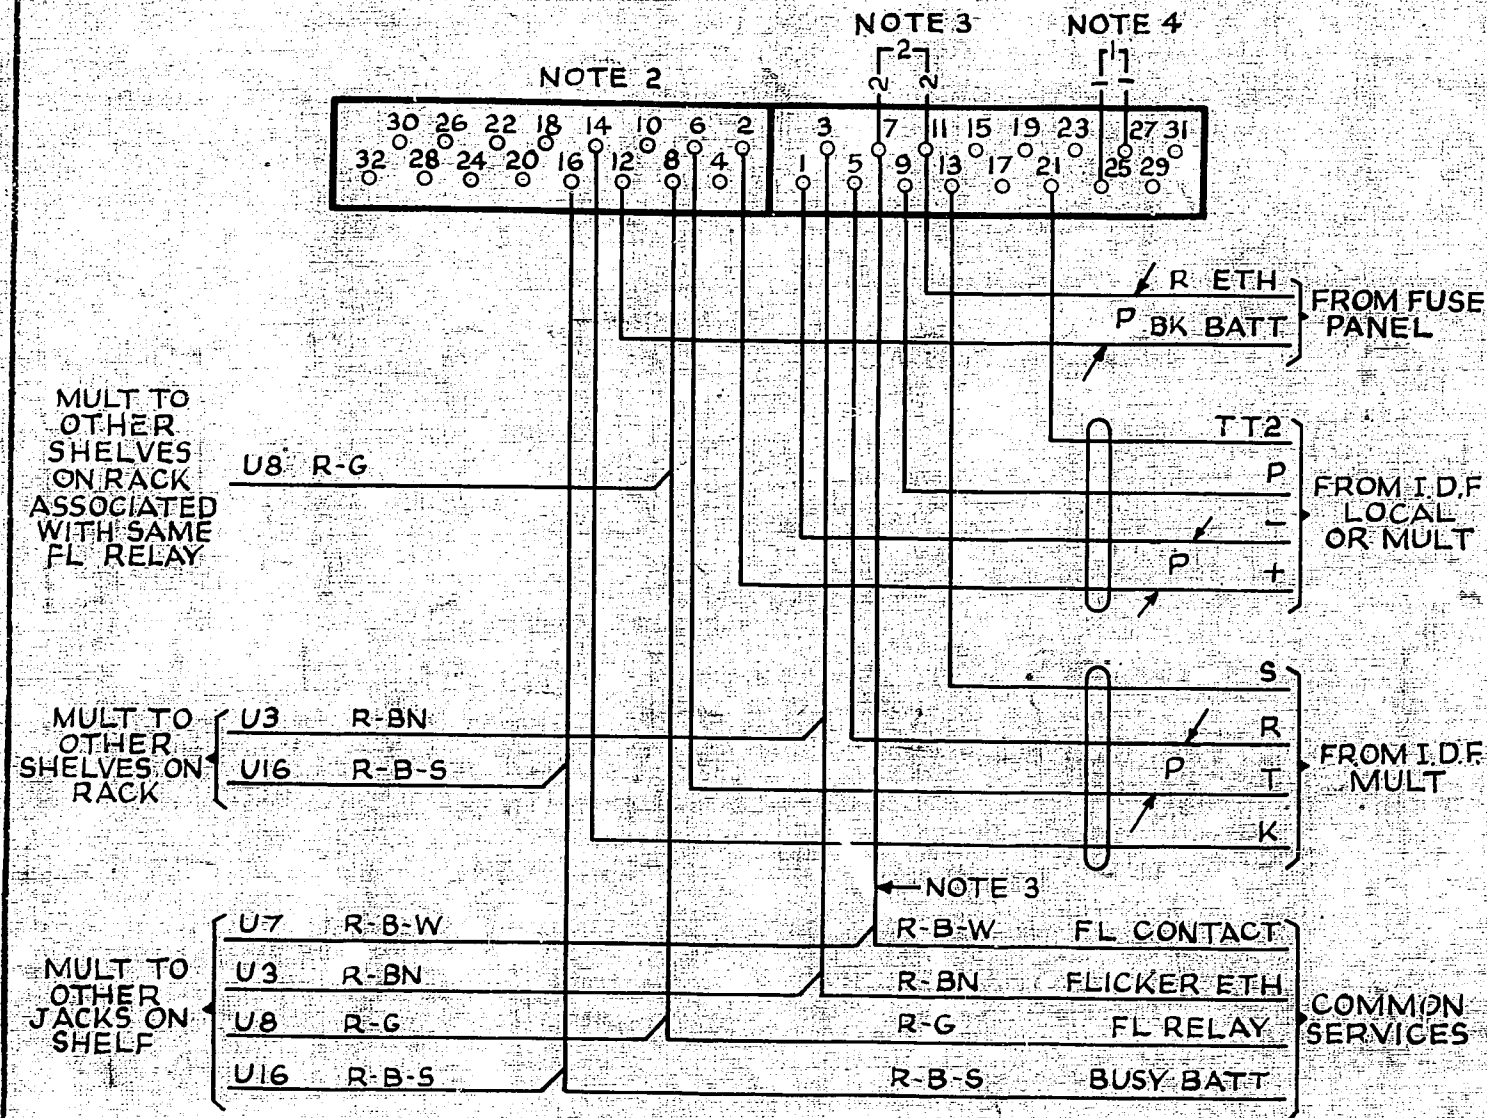 NOTE 3
NOTE 4
2
1
NOTE 2
2 2
1 1
30 26 22 18 14 10 6 2 3 7 11 15 19 23 27 31
32 28 24 20 16 12 8 4 1 5 9 13 17 21 25 29
R ETH
P BK BATT
FROM FUSE
PANEL
MULT TO
OTHER
SHELVES
ON RACK
ASSOCIATED
WITH SAME
FL RELAY
U8 R-G
TT2
P
-
P +
FROM I.D.F
LOCAL
OR MULT
MULT TO
OTHER
SHELVES ON
RACK
U3 R-BN
U16 R-B-S
S
R
P T
K
FROM I.D.F.
MULT
NOTE 3
MULT TO
OTHER
JACKS ON
SHELF
U7 R-B-W
U3 R-BN
U8 R-G
U16 R-B-S
R-B-W FL CONTACT
R-BN FLICKER ETH
R-G FL RELAY
R-B-S BUSY BATT
COMMON
SERVICES